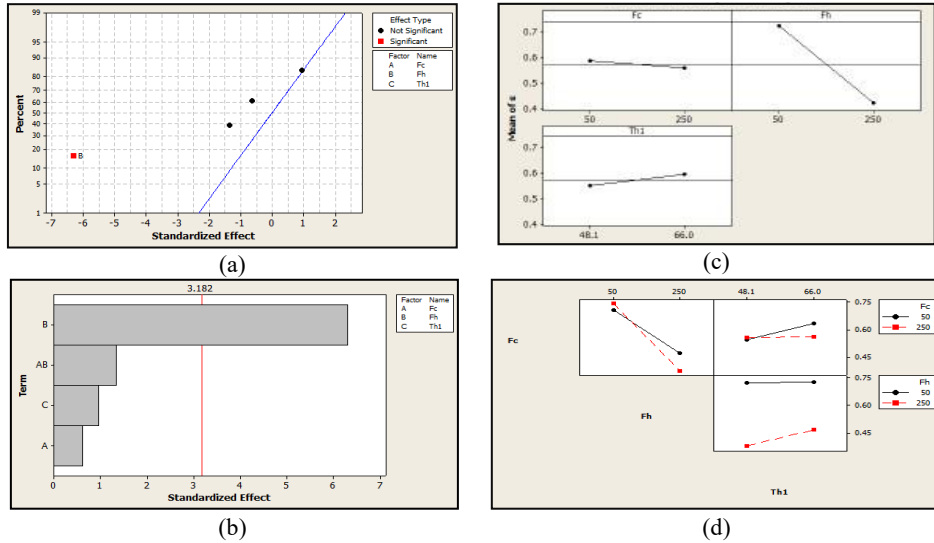 99
95
90
80
70
60
50
40
30
20
10
5
1
Percent
B
-7 -6 -5 -4 -3 -2 -1 0 1 2
Standardized Effect
Effect Type
Not Significant
Significant
Factor Name
A Fc
B Fh
C Th1
(a)
Fc Fh
0.7
0.6
0.5
0.4
50 250
50 250
Mean of ε
Th1
0.7
0.6
0.5
0.4
48.1 66.0
(c)
3.182
B
AB
C
A
Term
0 1 2 3 4 5 6 7
Standardized Effect
Factor Name
A Fc
B Fh
C Th1
(b)
50 250 48.1 66.0
Fc
0.75
0.60
0.45
Fc
50
250
Fh
0.75
0.60
0.45
Fh
50
250
Th1
(d)